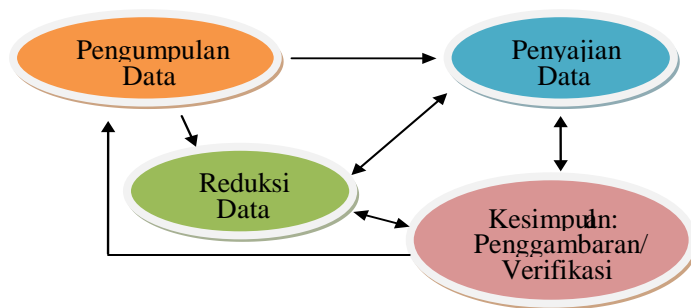 Pengumpulan
Data
Penyajian
Data
Reduksi
Data
Kesimpulan:
Penggambaran/
Verifikasi